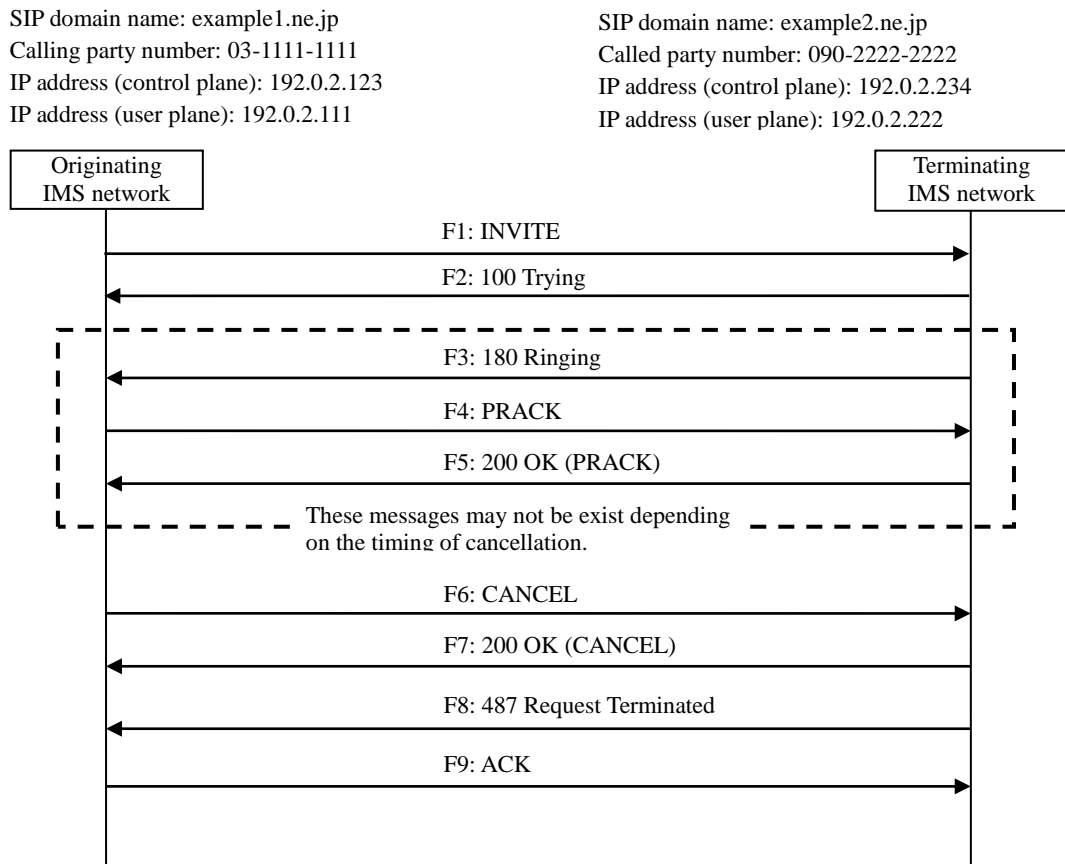 SIP domain name: example1.ne.jp
Calling party number: 03-1111-1111
IP address (control plane): 192.0.2.123
IP address (user plane): 192.0.2.111
SIP domain name: example2.ne.jp
Called party number: 090-2222-2222
IP address (control plane): 192.0.2.234
IP address (user plane): 192.0.2.222
Originating
IMS network
Terminating
IMS network
F1: INVITE
F2: 100 Trying
F3: 180 Ringing
F4: PRACK
F5: 200 OK (PRACK)
These messages may not be exist depending
on the timing of cancellation.
F6: CANCEL
F7: 200 OK (CANCEL)
F8: 487 Request Terminated
F9: ACK